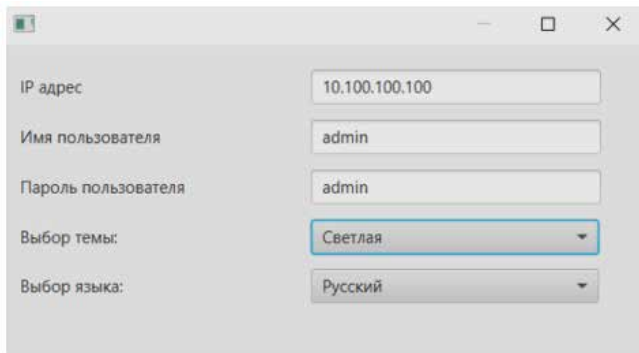 IP адрес 10.100.100.100
Имя пользователя admin
Пароль пользователя admin
Выбор темы: Светлая
Выбор языка: Русский